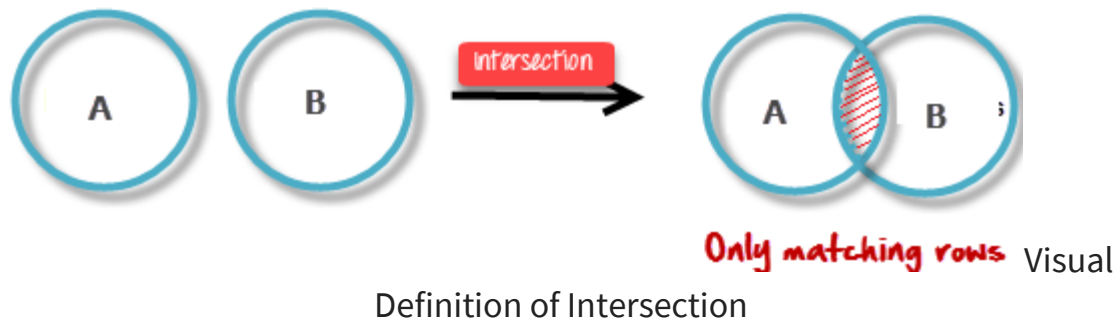 A
B
Intersection
A
B
s
Only matching rows
Visual
Definition of Intersection